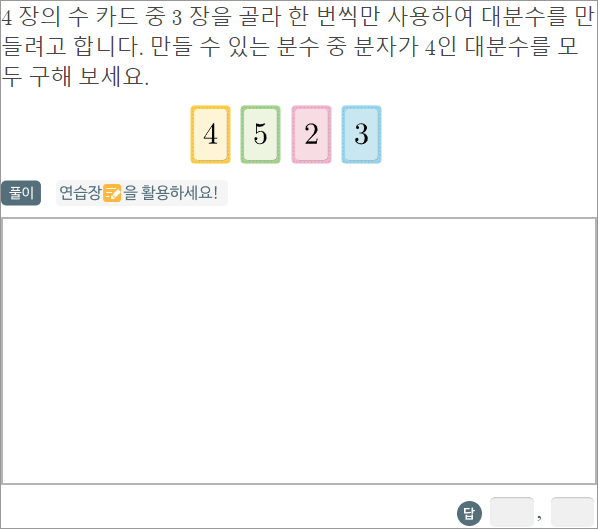 4 장의 수 카드 중 3 장을 골라 한 번씩만 사용하여 대분수를 만
들려고 합니다. 만들 수 있는 분수 중 분자가 4인 대분수를 모
두 구해 보세요.
4 5 2 3
풀이 연습장을 활용하세요!
답 ,